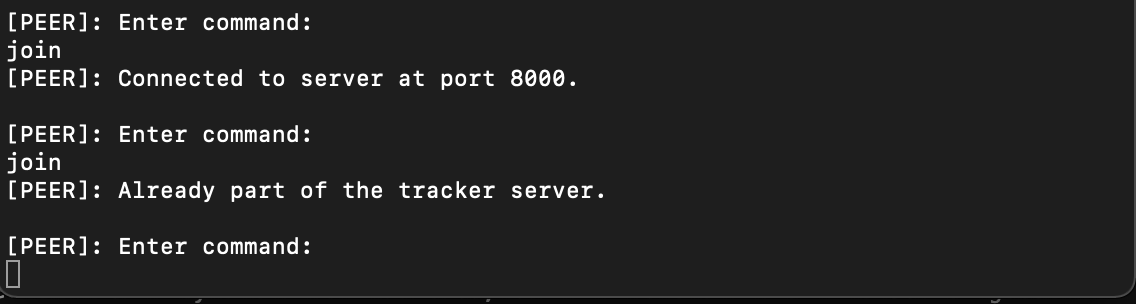 [PEER]: Enter command:
join
[PEER]: Connected to server at port 8000.
[PEER]: Enter command:
join
[PEER]: Already part of the tracker server.
[PEER]: Enter command: